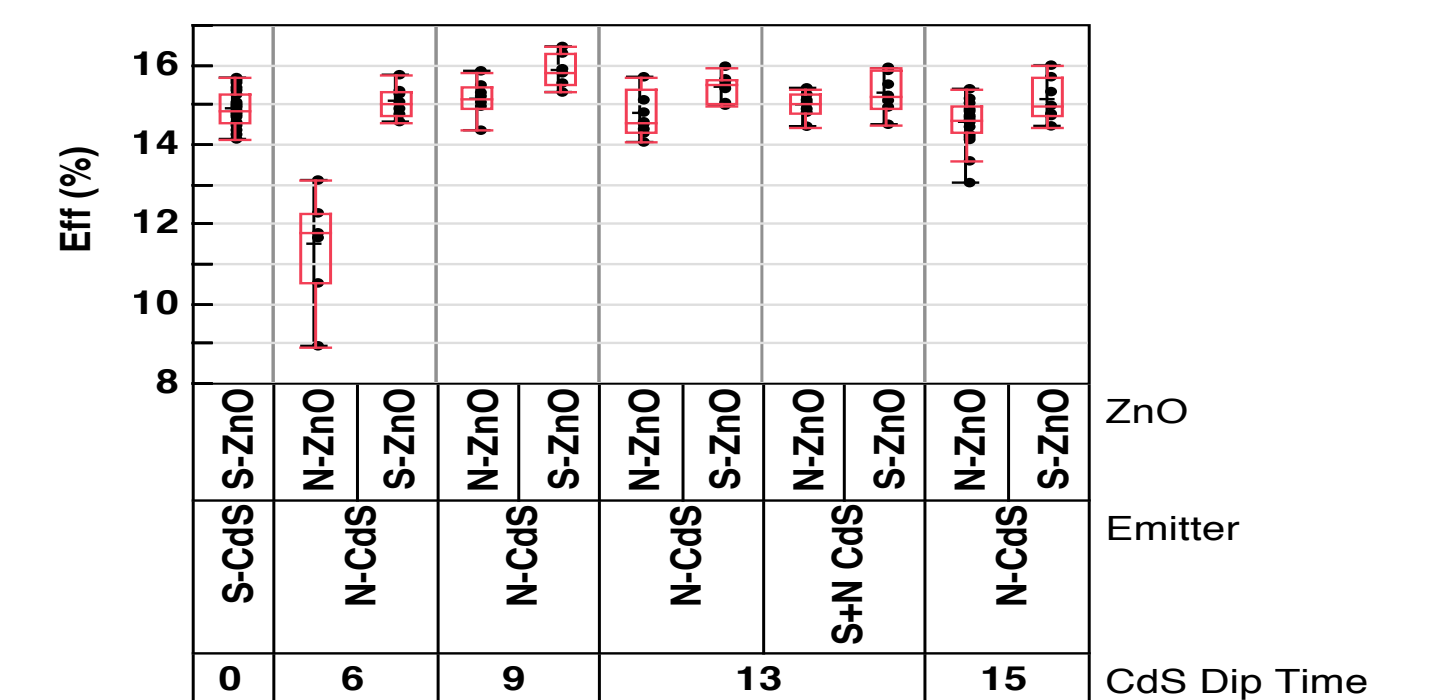 Eff (%)
16
14
12
10
8
S-ZnO N-ZnO S-ZnO N-ZnO S-ZnO N-ZnO S-ZnO N-ZnO S-ZnO N-ZnO S-ZnO ZnO
S-CdS N-CdS N-CdS N-CdS S+N CdS N-CdS Emitter
0 6 9 13 15 CdS Dip Time